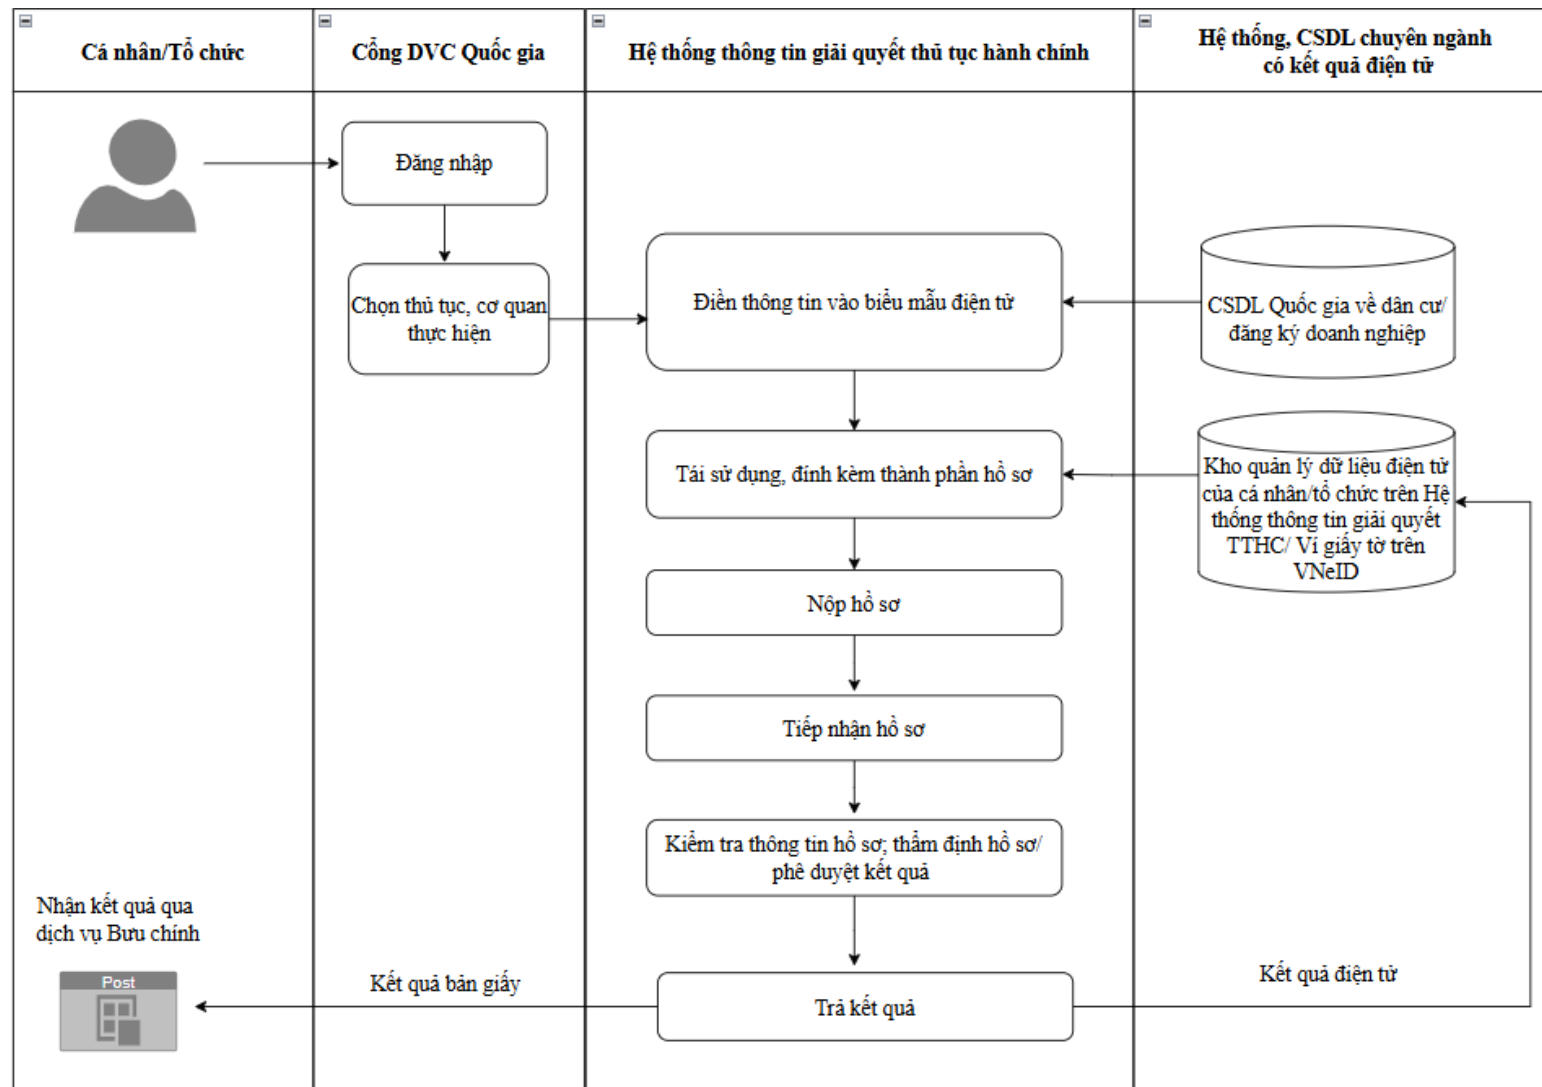 Cá nhân/Tổ chức
Cổng DVC Quốc gia
Hệ thống thông tin giải quyết thủ tục hành chính
Hệ thống, CSDL chuyên ngành
có kết quả điện tử
Đăng nhập
Chọn thủ tục, cơ quan
thực hiện
Điền thông tin vào biểu mẫu điện tử
CSDL Quốc gia về dân cư/
đăng ký doanh nghiệp
Tái sử dụng, đính kèm thành phần hồ sơ
Kho quản lý dữ liệu điện tử
của cá nhân/tổ chức trên Hệ
thống thông tin giải quyết
TTHC/ Ví giấy tờ trên
VNeID
Nộp hồ sơ
Tiếp nhận hồ sơ
Kiểm tra thông tin hồ sơ; thẩm định hồ sơ/
phê duyệt kết quả
Nhận kết quả qua
dịch vụ Bưu chính
Post
Kết quả bản giấy
Trả kết quả
Kết quả điện tử